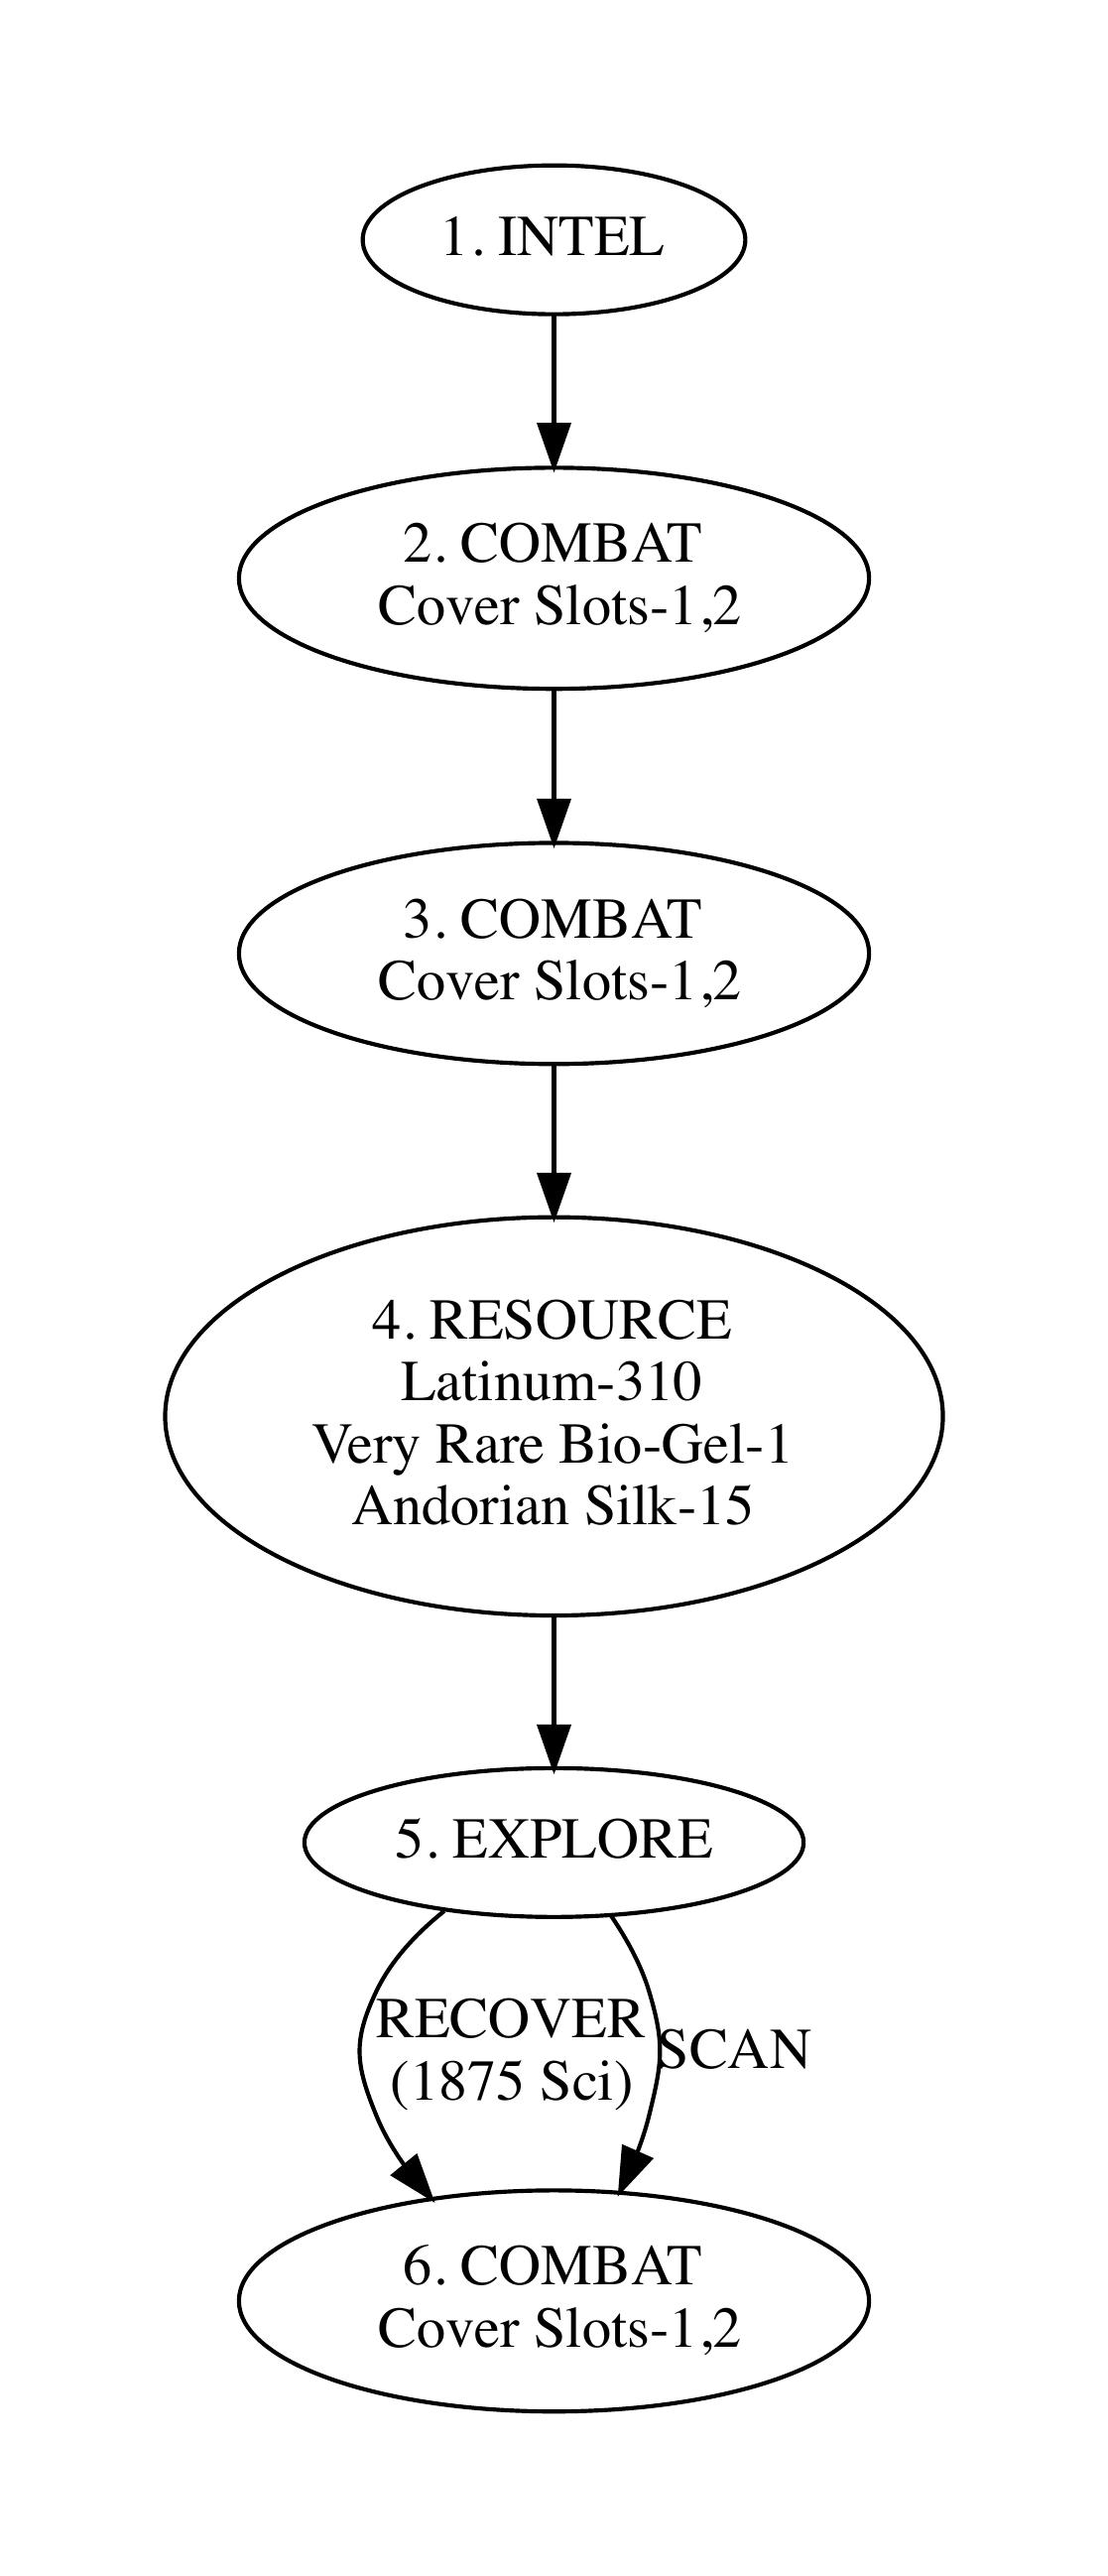 1. INTEL
2. COMBAT
Cover Slots-1,2
3. COMBAT
Cover Slots-1,2
4. RESOURCE
Latinum-310
Very Rare Bio-Gel-1
Andorian Silk-15
5. EXPLORE
RECOVER
(1875 Sci)
SCAN
6. COMBAT
Cover Slots-1,2